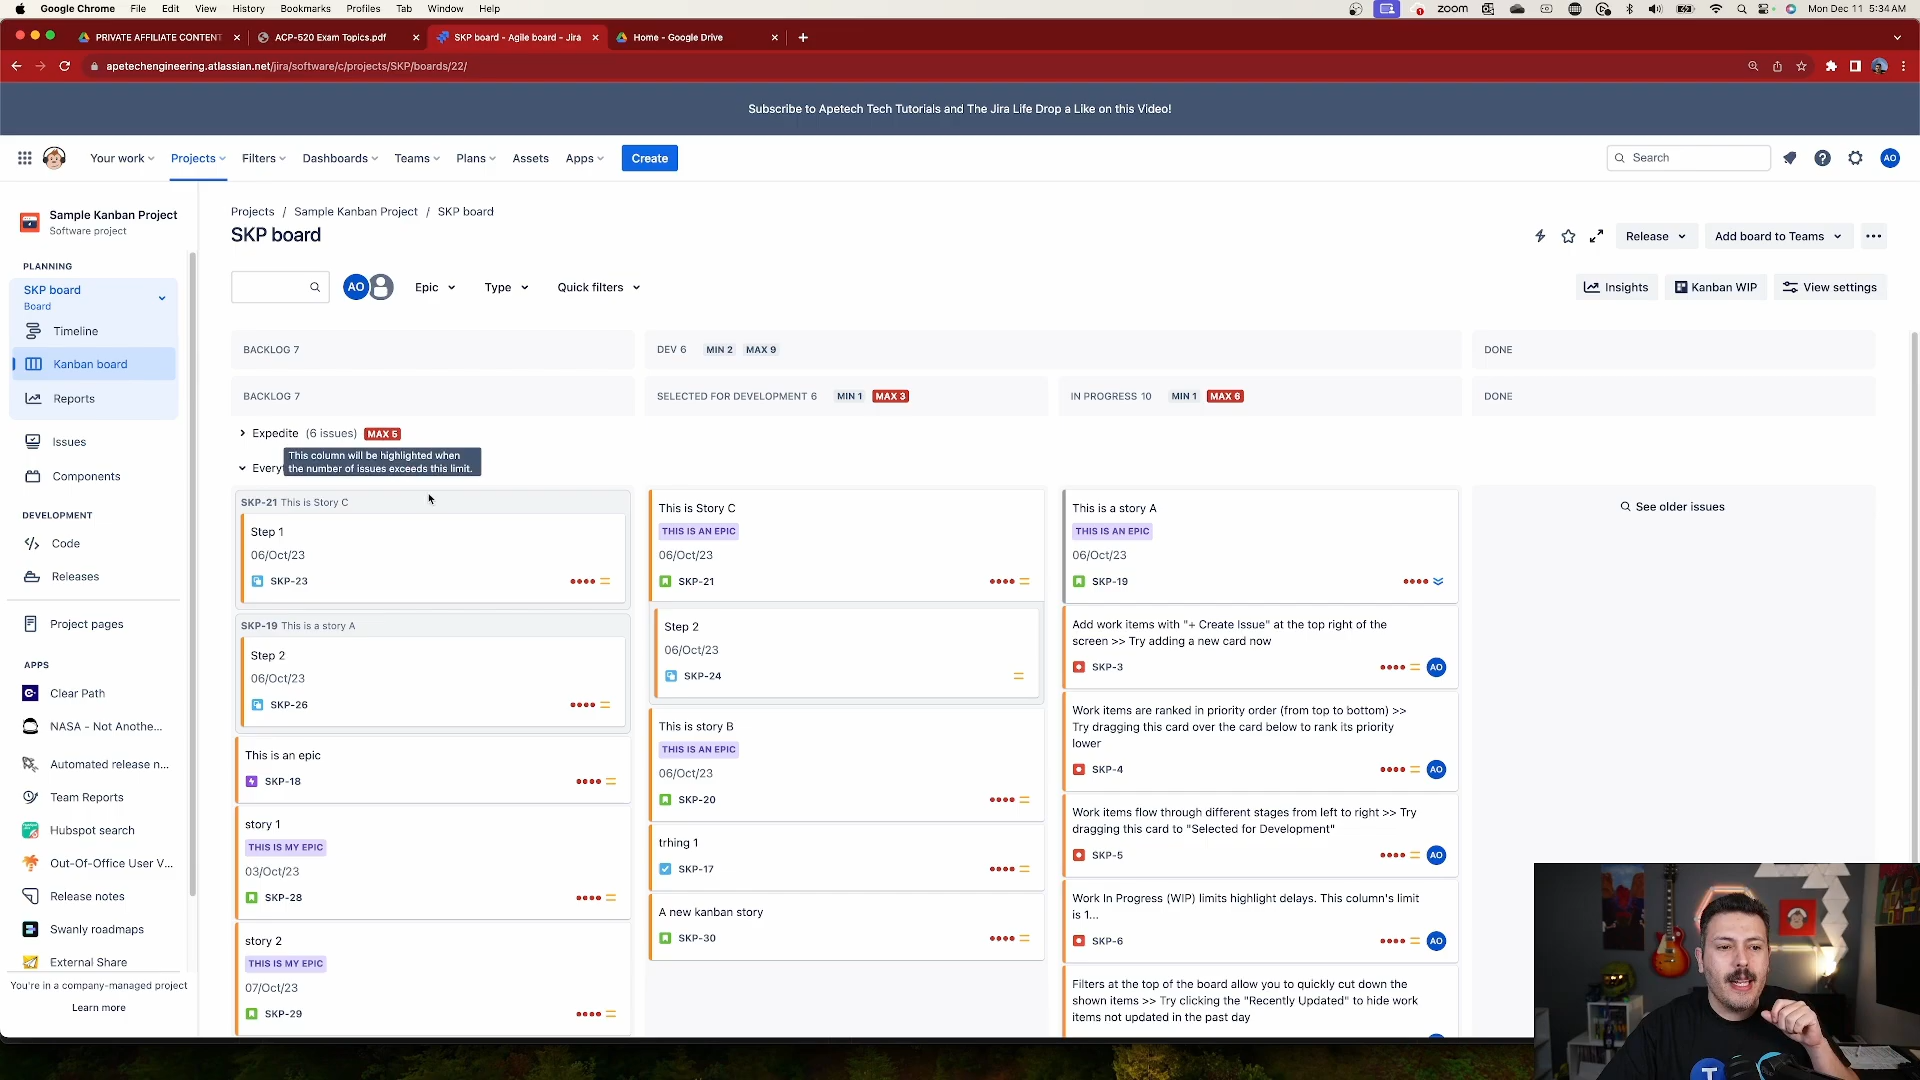 Google Chrome File Edit View History Bookmarks Profiles Tab Window Help
1 zoom Mon Dec 11 5:34 AM
PRIVATE AFFILIATE CONTENT
ACP-520 Exam Topics.pdf
SKP board - Agile board - Jira
Home - Google Drive
apetechengineering.atlassian.net/jira/software/c/projects/SKP/boards/22/
Subscribe to Apetech Tech Tutorials and The Jira Life Drop a Like on this Video!
Your work Projects Filters Dashboards Teams Plans Assets Apps Create
Search
AO
Sample Kanban Project
Software project
PLANNING
SKP board
Board
Timeline
Kanban board
Reports
Issues
Components
DEVELOPMENT
Code
Releases
Project pages
APPS
Clear Path
NASA - Not Anothe...
Automated release n...
Team Reports
Hubspot search
Out-Of-Office User V...
Release notes
Swanly roadmaps
External Share
You're in a company-managed project
Learn more
Projects / Sample Kanban Project / SKP board
SKP board
Release
Add board to Teams
AO
Epic
Type
Quick filters
Insights
Kanban WIP
View settings
BACKLOG 7
DEV 6 MIN 2 MAX 9
DONE
BACKLOG 7
SELECTED FOR DEVELOPMENT 6 MIN 1 MAX 3
IN PROGRESS 10 MIN 1 MAX 6
DONE
Expedite (6 issues) MAX 5
This column will be highlighted when
the number of issues exceeds this limit.
Every
SKP-21 This is Story C
Step 1
06/Oct/23
SKP-23
SKP-19 This is a story A
Step 2
06/Oct/23
SKP-26
This is an epic
SKP-18
story 1
THIS IS MY EPIC
03/Oct/23
SKP-28
story 2
THIS IS MY EPIC
07/Oct/23
SKP-29
This is Story C
THIS IS AN EPIC
06/Oct/23
SKP-21
Step 2
06/Oct/23
SKP-24
This is story B
THIS IS AN EPIC
06/Oct/23
SKP-20
trhing 1
SKP-17
A new kanban story
SKP-30
This is a story A
THIS IS AN EPIC
06/Oct/23
SKP-19
Add work items with "+ Create Issue" at the top right of the
screen >> Try adding a new card now
SKP-3
AO
Work items are ranked in priority order (from top to bottom) >>
Try dragging this card over the card below to rank its priority
lower
SKP-4
AO
Work items flow through different stages from left to right >> Try
dragging this card to "Selected for Development"
SKP-5
AO
Work In Progress (WIP) limits highlight delays. This column's limit
is 1...
SKP-6
AO
Filters at the top of the board allow you to quickly cut down the
shown items >> Try clicking the "Recently Updated" to hide work
items not updated in the past day
See older issues